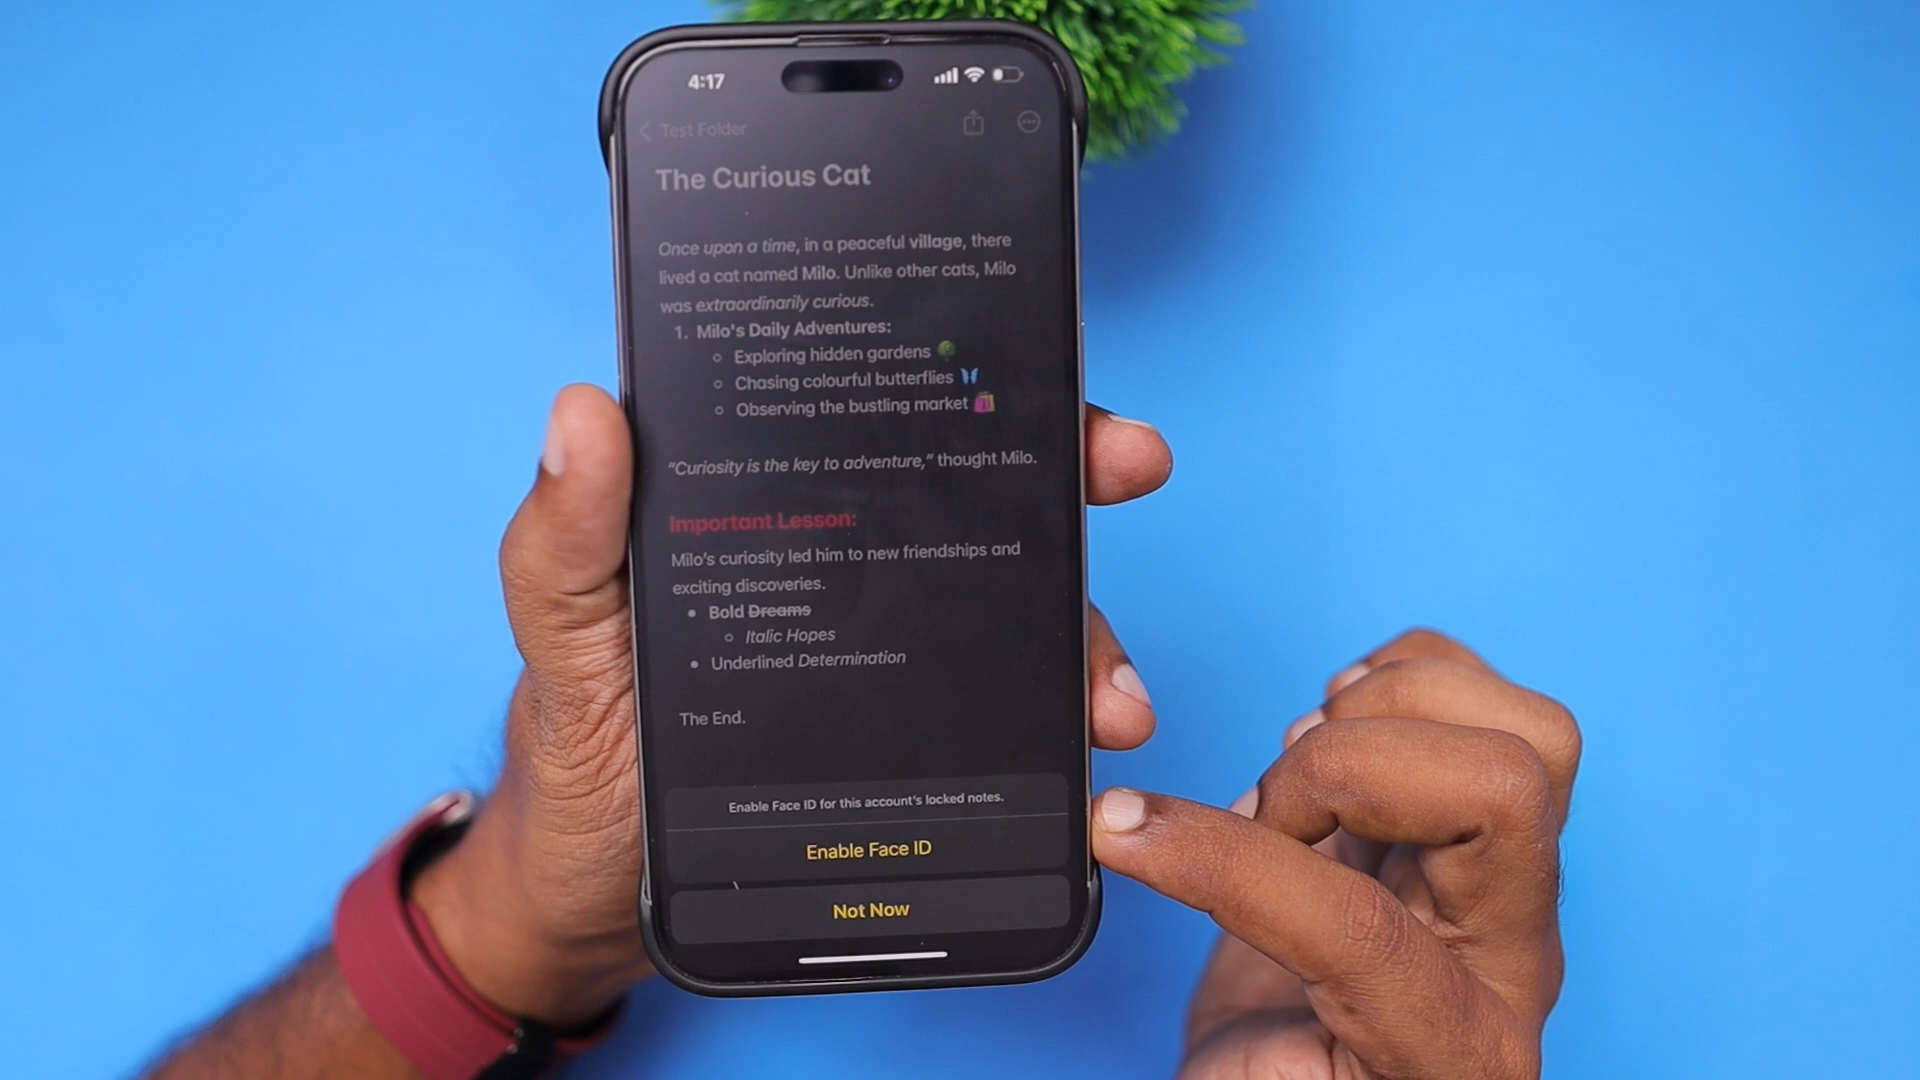 4:17
Test Folder
The Curious Cat
Once upon a time, in a peaceful village, there
lived a cat named Milo. Unlike other cats, Milo
was extraordinarily curious.
1. Milo's Daily Adventures:
Exploring hidden gardens 🌳
Chasing colourful butterflies 🦋
Observing the bustling market 🛍️
“Curiosity is the key to adventure,” thought Milo.
Important Lesson:
Milo’s curiosity led him to new friendships and
exciting discoveries.
Bold Dreams
Italic Hopes
Underlined Determination
The End.
Enable Face ID for this account's locked notes.
Enable Face ID
Not Now